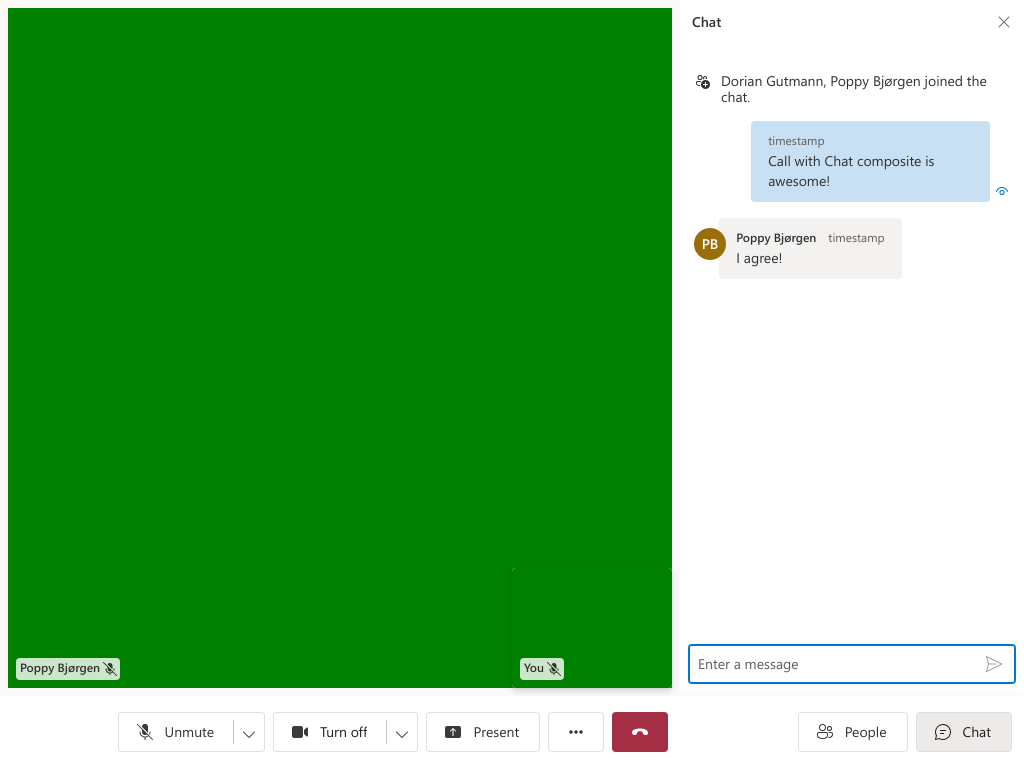 Chat
Dorian Gutmann, Poppy Bjørgen joined the
chat.
timestamp
Call with Chat composite is
awesome!
PB
Poppy Bjørgen timestamp
I agree!
Poppy Bjørgen
You
Enter a message
Unmute
Turn off
Present
People
Chat